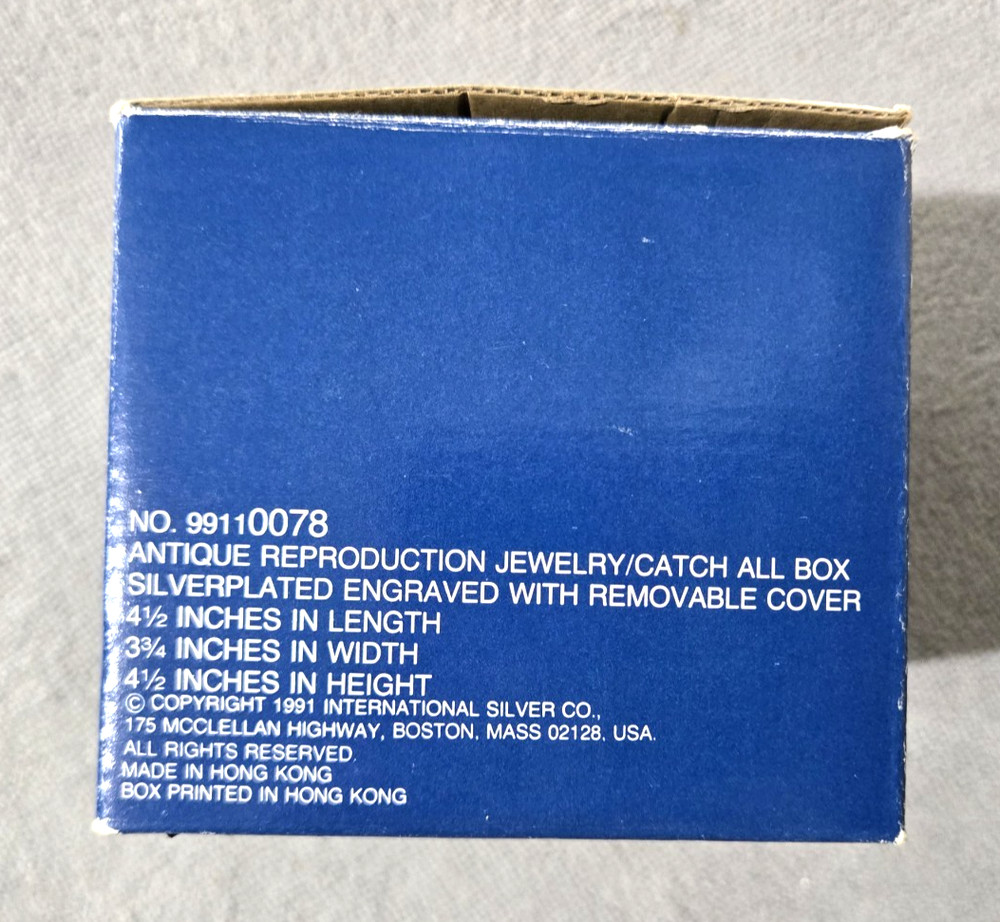 NO. 99110078
ANTIQUE REPRODUCTION JEWELRY/CATCH ALL BOX
SILVERPLATED ENGRAVED WITH REMOVABLE COVER
4½ INCHES IN LENGTH
3¾ INCHES IN WIDTH
4½ INCHES IN HEIGHT
© COPYRIGHT 1991 INTERNATIONAL SILVER CO.,
175 MCCLELLAN HIGHWAY, BOSTON, MASS 02128, USA.
ALL RIGHTS RESERVED.
MADE IN HONG KONG
BOX PRINTED IN HONG KONG